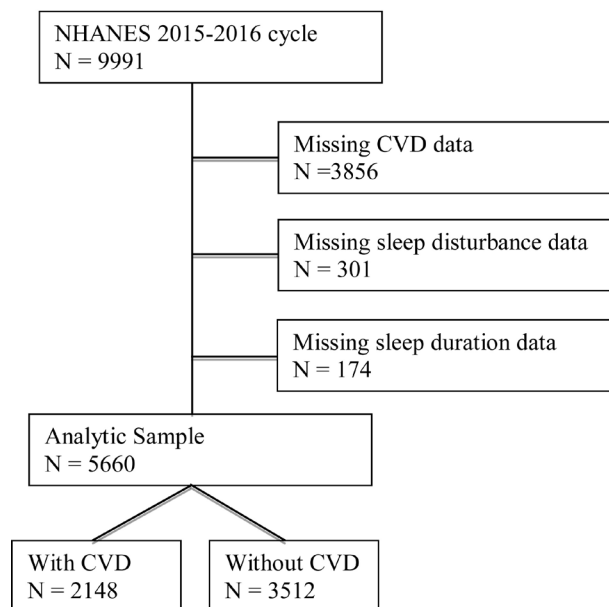 NHANES 2015-2016 cycle
N = 9991
Missing CVD data
N =3856
Missing sleep disturbance data
N = 301
Missing sleep duration data
N = 174
Analytic Sample
N = 5660
With CVD
N = 2148
Without CVD
N = 3512